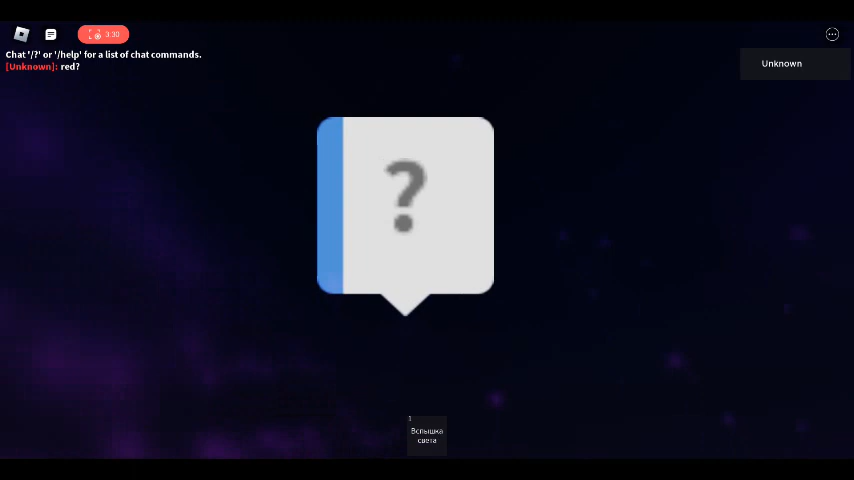 3:30
Chat '/?' or '/help' for a list of chat commands.
[Unknown]: red?
Unknown
?
1
Вспышка
света